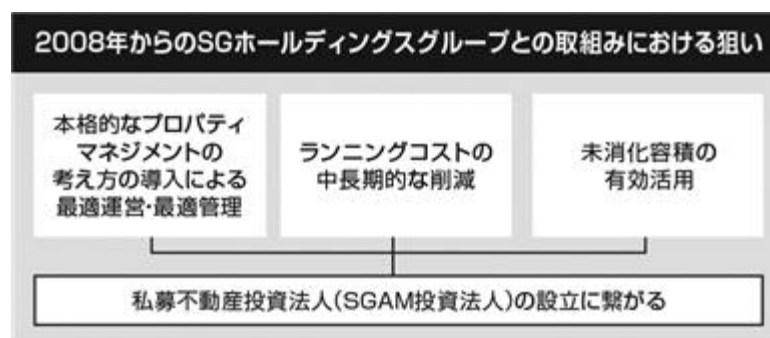 2008年からのSGホールディングスグループとの取組みにおける狙い
本格的なプロパティ
マネジメントの
考え方の導入による
最適運営・最適管理
ランニングコストの
中長期的な削減
未消化容積の
有効活用
私募不動産投資法人(SGAM投資法人)の設立に繋がる